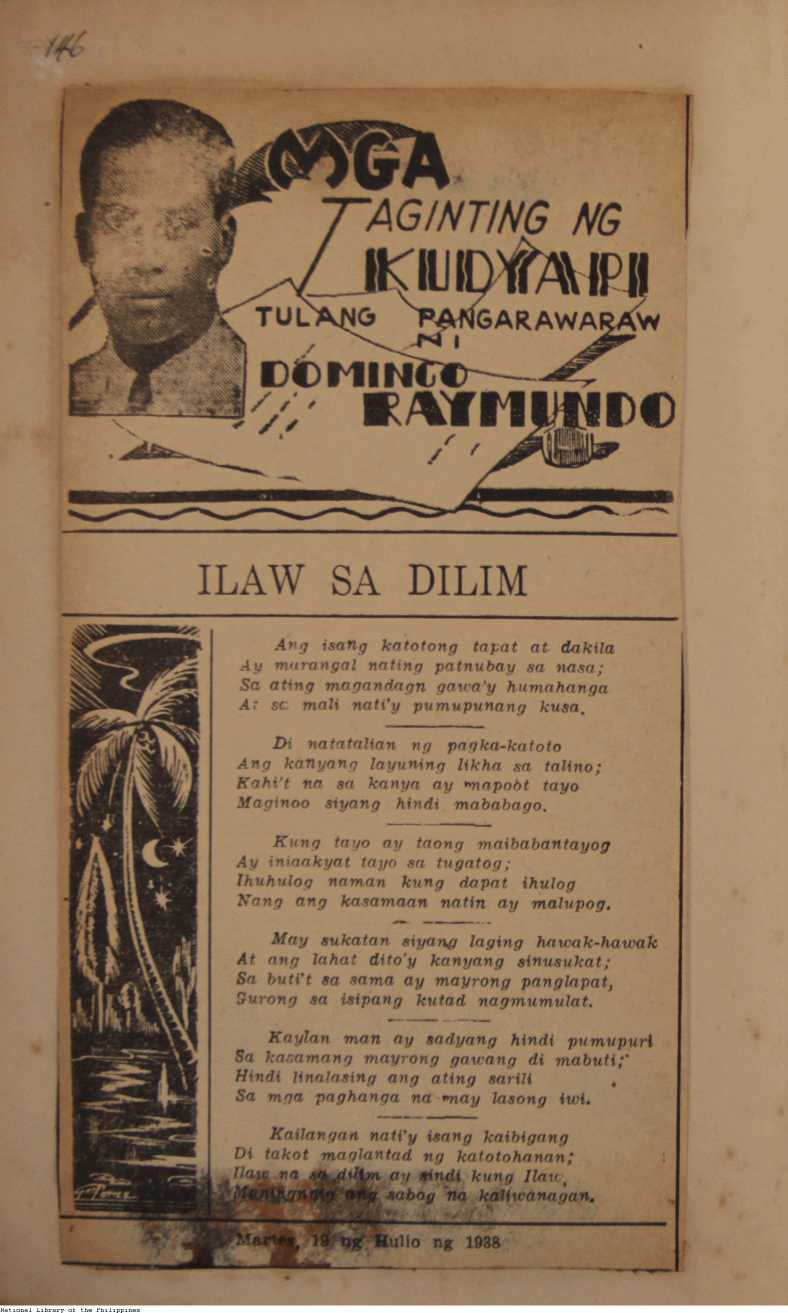 146
MGA
TAGINTING NG
KUDYAPI
TULANG PANGARAWARAW
NI
DOMINGO
RAYMUNDO
ILAW SA DILIM
Ang isang katotong tapat at dakila
Ay marangal nating patnubay sa nasa;
Sa ating magandagn gawa'y humahanga
At sa mali nati'y pumupunang kusa.
Di natatalian ng pagka-katoto
Ang kanyang layuning likha sa talino;
Kahi't na sa kanya ay mapoot tayo
Maginoo siyang hindi mababago.
Kung tayo ay taong maibabantayog
Ay iniaakyat tayo sa tugatog;
Ihuhulog naman kung dapat ihulog
Nang ang kasamaan natin ay malupog.
May sukatan siyang laging hawak-hawak
At ang lahat dito'y kanyang sinusukat;
Sa buti't sa sama ay mayrong panglapat,
Gurong sa isipang kutad nagmumulat.
Kaylan man ay sadyang hindi pumupuri
Sa kasamang mayrong gawang di mabuti;
Hindi linalasing ang ating sarili
Sa mga paghanga na may lasong iwi.
Kailangan nati'y isang kaibigang
Di takot maglantad ng katotohanan;
Ilaw na sa dilim ay sindi kung Ilaw,
Maningning ang sabog na kaliwanagan.
Martes, 19 ng Hulio ng 1938
National Library of the Philippines